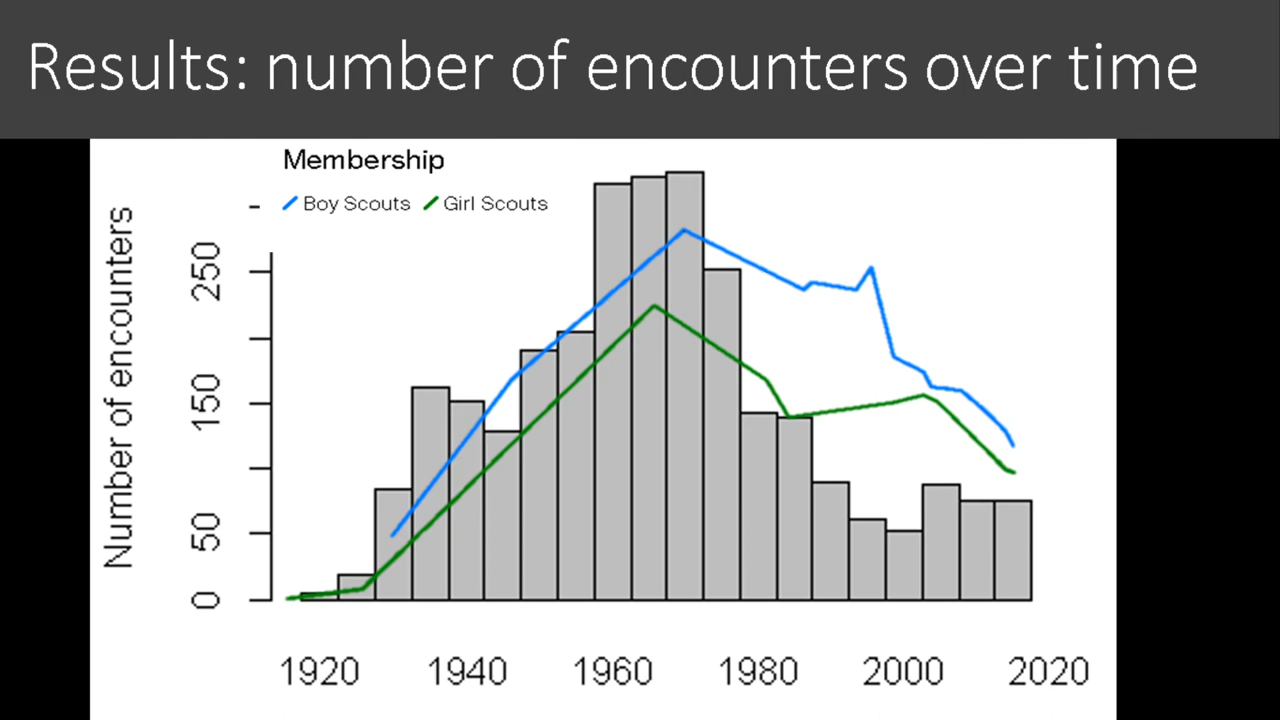 Results: number of encounters over time
Membership
Boy Scouts Girl Scouts
Number of encounters
250
150
50
0
1920 1940 1960 1980 2000 2020